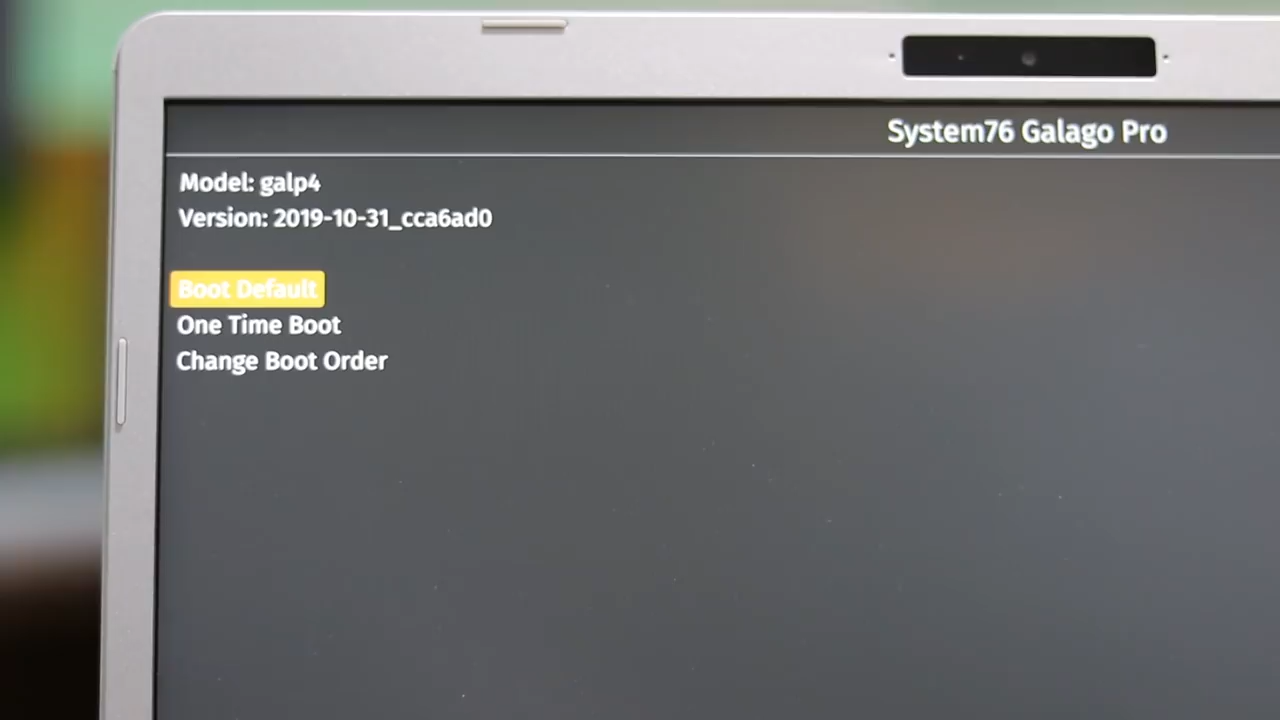 System76 Galago Pro
Model: galp4
Version: 2019-10-31_cca6ad0
Boot Default
One Time Boot
Change Boot Order